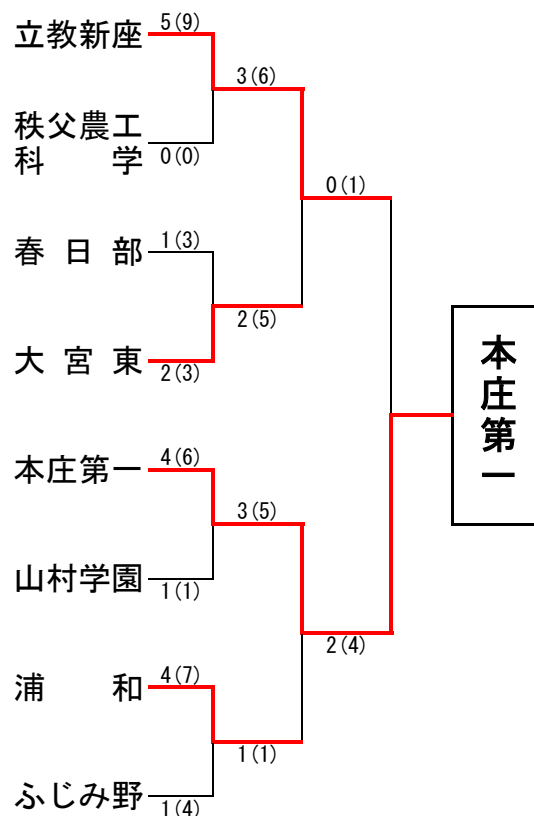 立教新座
5(9)
3(6)
秩父農工
科学
0(0)
0(1)
春日部
1(3)
2(5)
大宮東
2(3)
本庄第一
本庄第一
4(6)
3(5)
山村学園
1(1)
2(4)
浦和
4(7)
1(1)
ふじみ野
1(4)